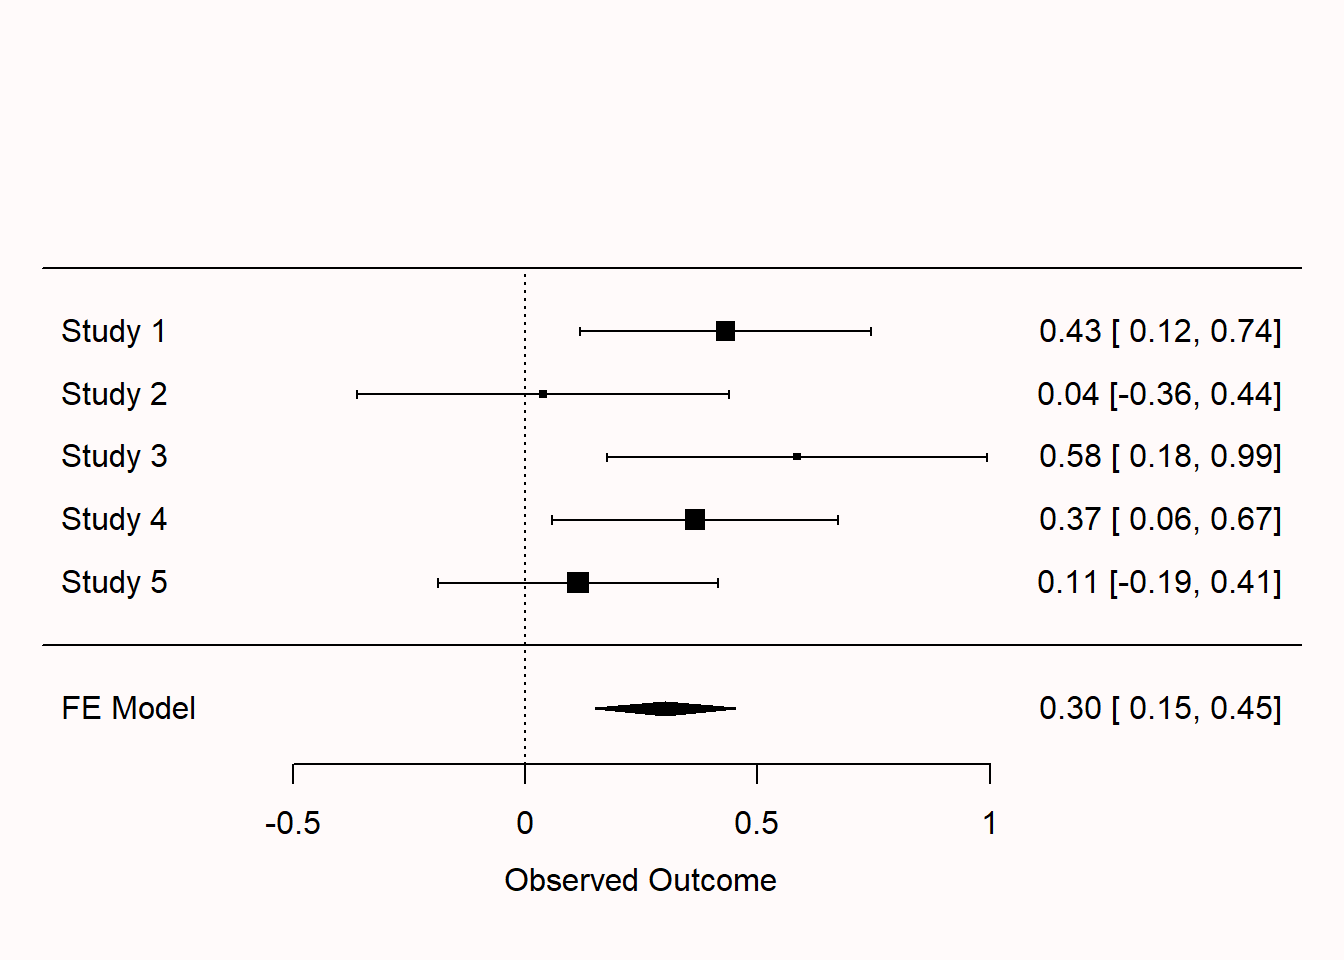 Study 1 0.43 [ 0.12, 0.74]
Study 2 0.04 [-0.36, 0.44]
Study 3 0.58 [ 0.18, 0.99]
Study 4 0.37 [ 0.06, 0.67]
Study 5 0.11 [-0.19, 0.41]
FE Model 0.30 [ 0.15, 0.45]
-0.5 0 0.5 1
Observed Outcome